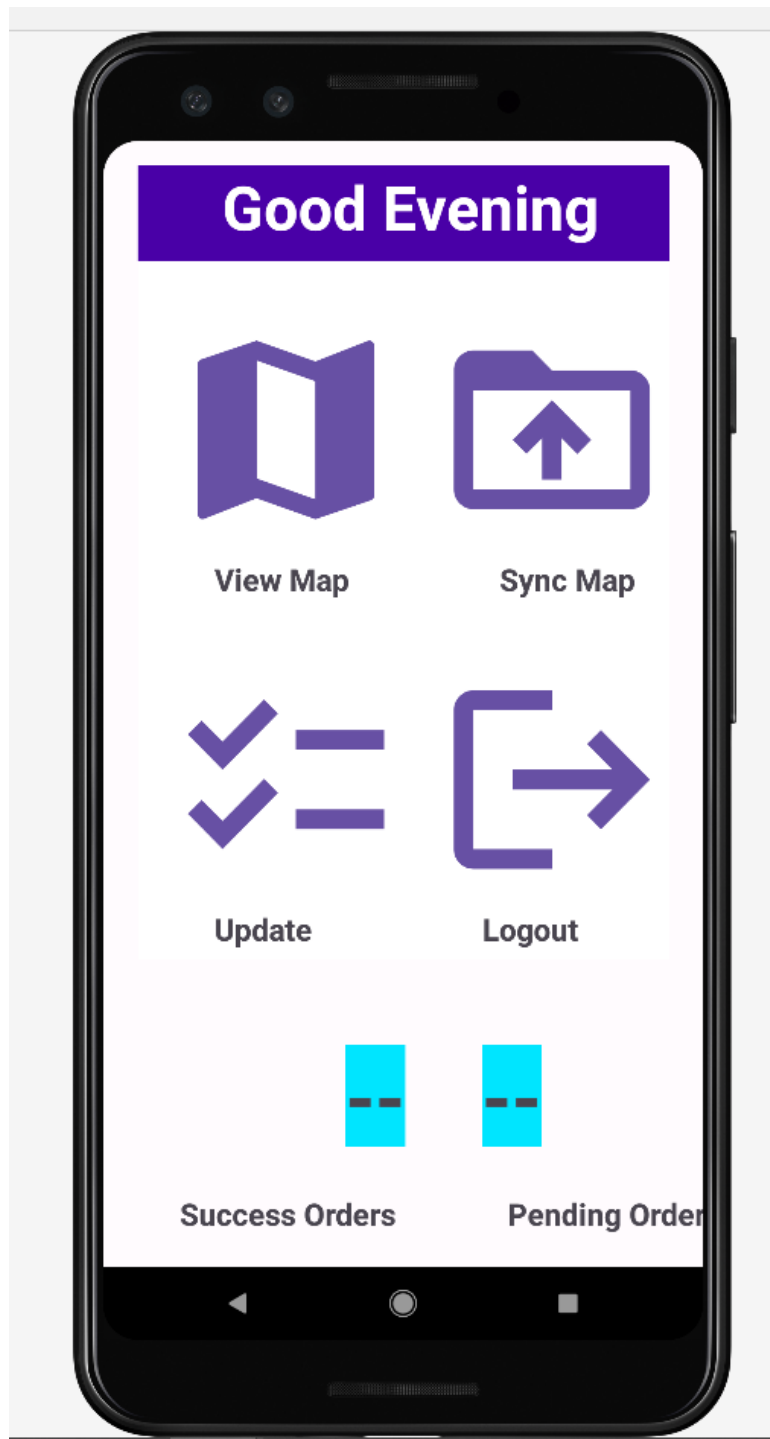 Good Evening
View Map Sync Map
Update Logout
-- --
Success Orders Pending Order